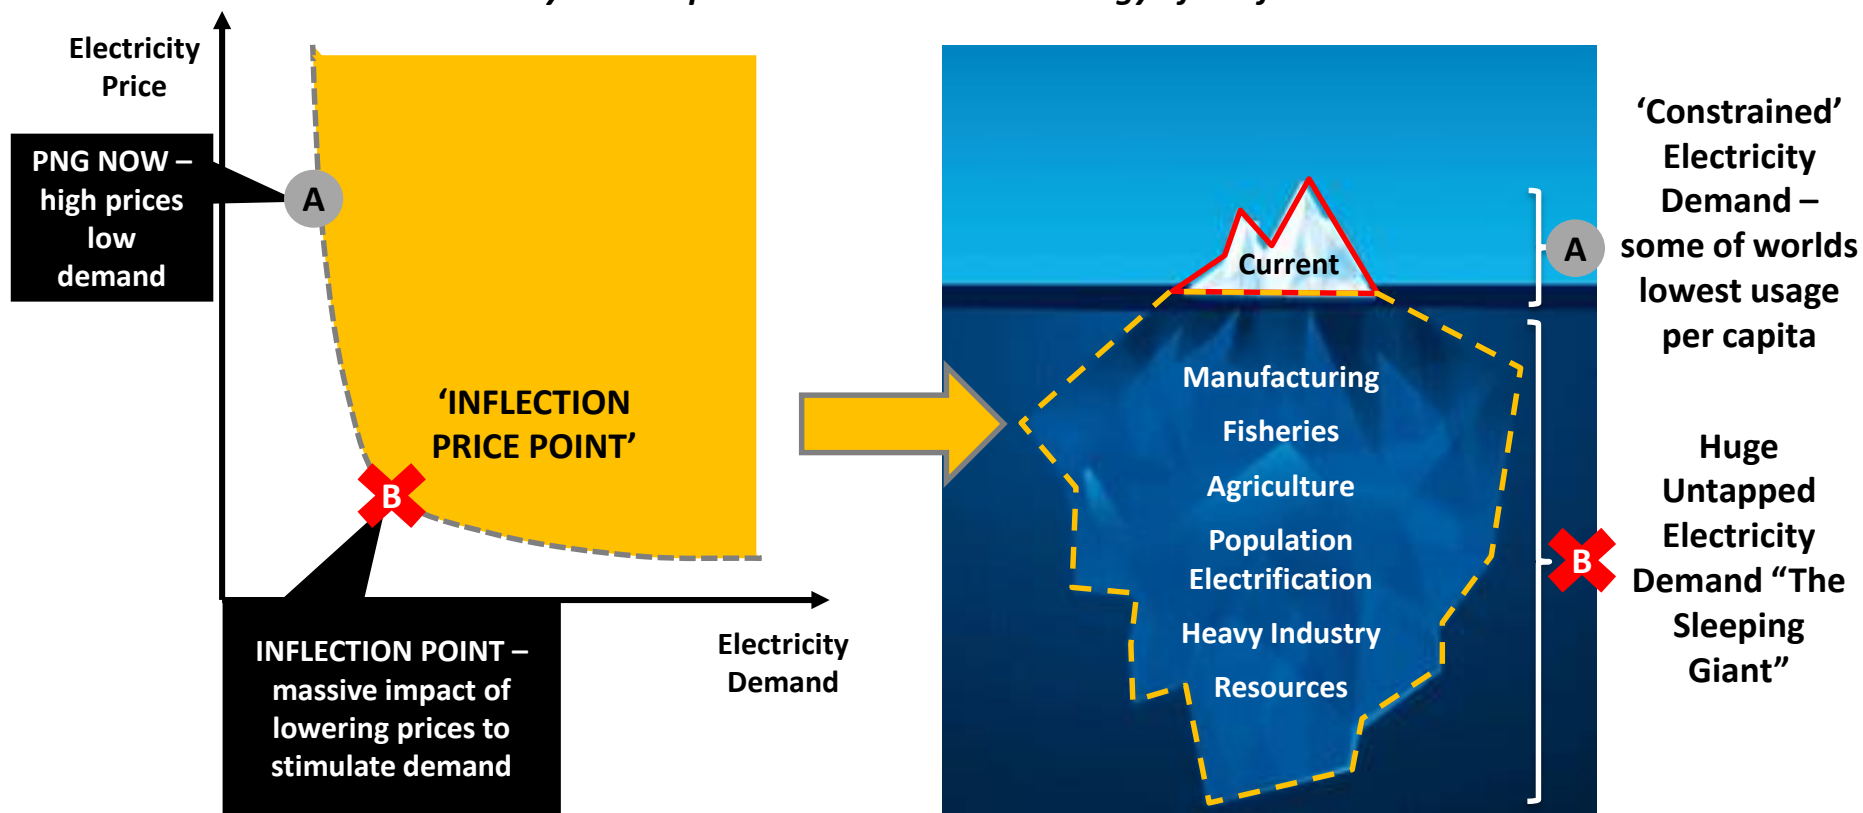 Electricity
Price
PNG NOW –
high prices
low
demand
A
‘INFLECTION
PRICE POINT’
B
INFLECTION POINT –
massive impact of
lowering prices to
stimulate demand
Electricity
Demand
Current
Manufacturing
Fisheries
Agriculture
Population
Electrification
Heavy Industry
Resources
A
‘Constrained’
Electricity
Demand –
some of worlds
lowest usage
per capita
B
Huge
Untapped
Electricity
Demand “The
Sleeping
Giant”